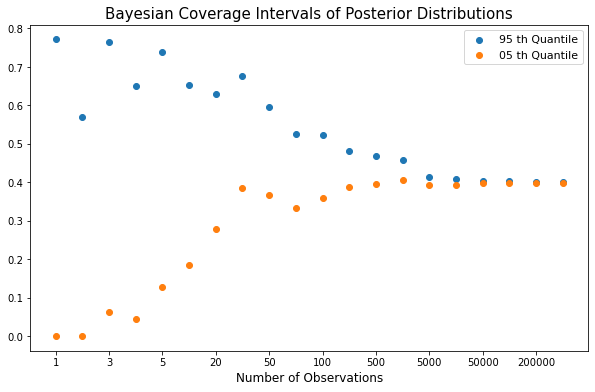 Bayesian Coverage Intervals of Posterior Distributions
95 th Quantile
05 th Quantile
0.8
0.7
0.6
0.5
0.4
0.3
0.2
0.1
0.0
1 3 5 20 50 100 500 5000 50000 200000
Number of Observations